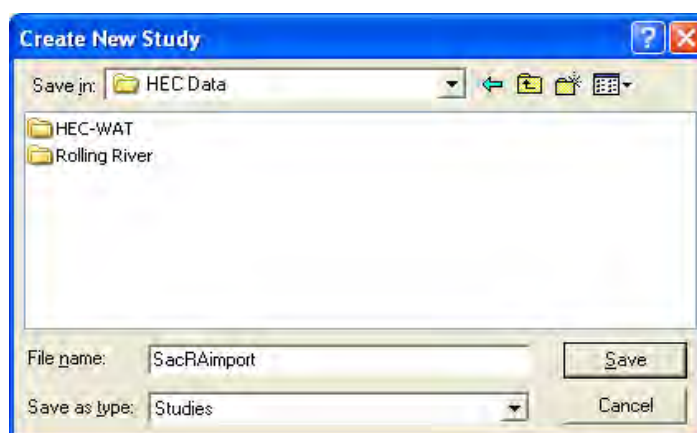 Create New Study
Save in: HEC Data
HEC-WAT
Rolling River
File name: SacRAimport Save
Save as type: Studies Cancel